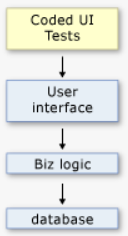 Coded UI
Tests
User
interface
Biz logic
database